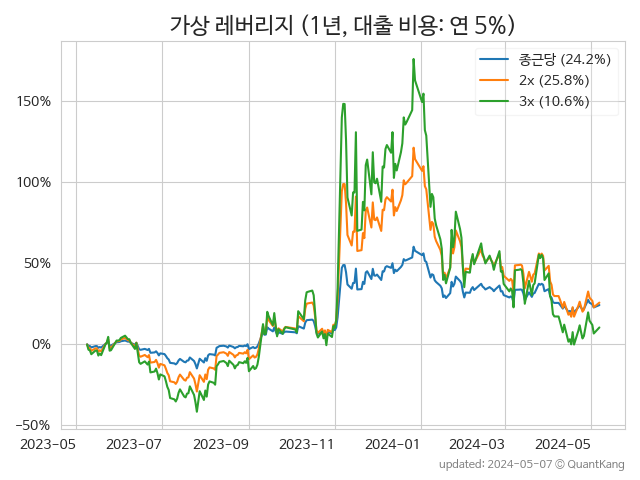 가상 레버리지 (1년, 대출 비용: 연 5%)
종근당 (24.2%)
2x (25.8%)
3x (10.6%)
150%
100%
50%
0%
−50%
2023-05 2023-07 2023-09 2023-11 2024-01 2024-03 2024-05
updated: 2024-05-07 © QuantKang